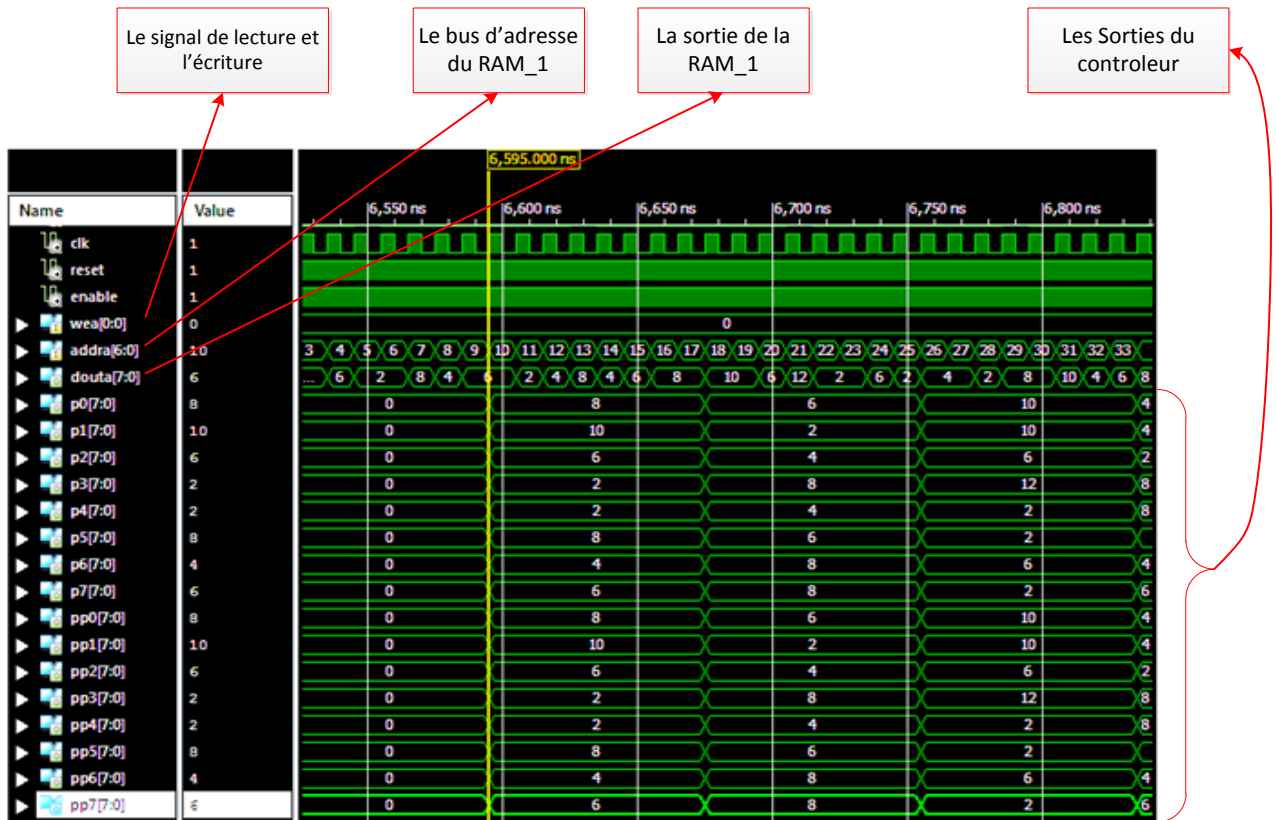 Le signal de lecture et
l'écriture
Le bus d'adresse
du RAM_1
La sortie de la
RAM_1
Les Sorties du
controleur
6,595.000 ns
Name Value
6,550 ns 6,600 ns 6,650 ns 6,700 ns 6,750 ns 6,800 ns
clk 1
reset 1
enable 1
wea[0:0] 0 0
addra[6:0] 10 3 4 5 6 7 8 9 10 11 12 13 14 15 16 17 18 19 20 21 22 23 24 25 26 27 28 29 30 31 32 33
douta[7:0] 6 ... 6 2 8 4 6 2 4 8 4 6 8 10 6 12 2 6 2 4 2 8 10 4 6 8
p0[7:0] 8 0 8 6 10 4
p1[7:0] 10 0 10 2 10 4
p2[7:0] 6 0 6 4 6 2
p3[7:0] 2 0 2 8 12 8
p4[7:0] 2 0 2 4 2 8
p5[7:0] 8 0 8 6 2
p6[7:0] 4 0 4 8 6 4
p7[7:0] 6 0 6 8 2 6
pp0[7:0] 8 0 8 6 10 4
pp1[7:0] 10 0 10 2 10 4
pp2[7:0] 6 0 6 4 6 2
pp3[7:0] 2 0 2 8 12 8
pp4[7:0] 2 0 2 4 2 8
pp5[7:0] 8 0 8 6 2
pp6[7:0] 4 0 4 8 6 4
pp7[7:0] 6 0 6 8 2 6